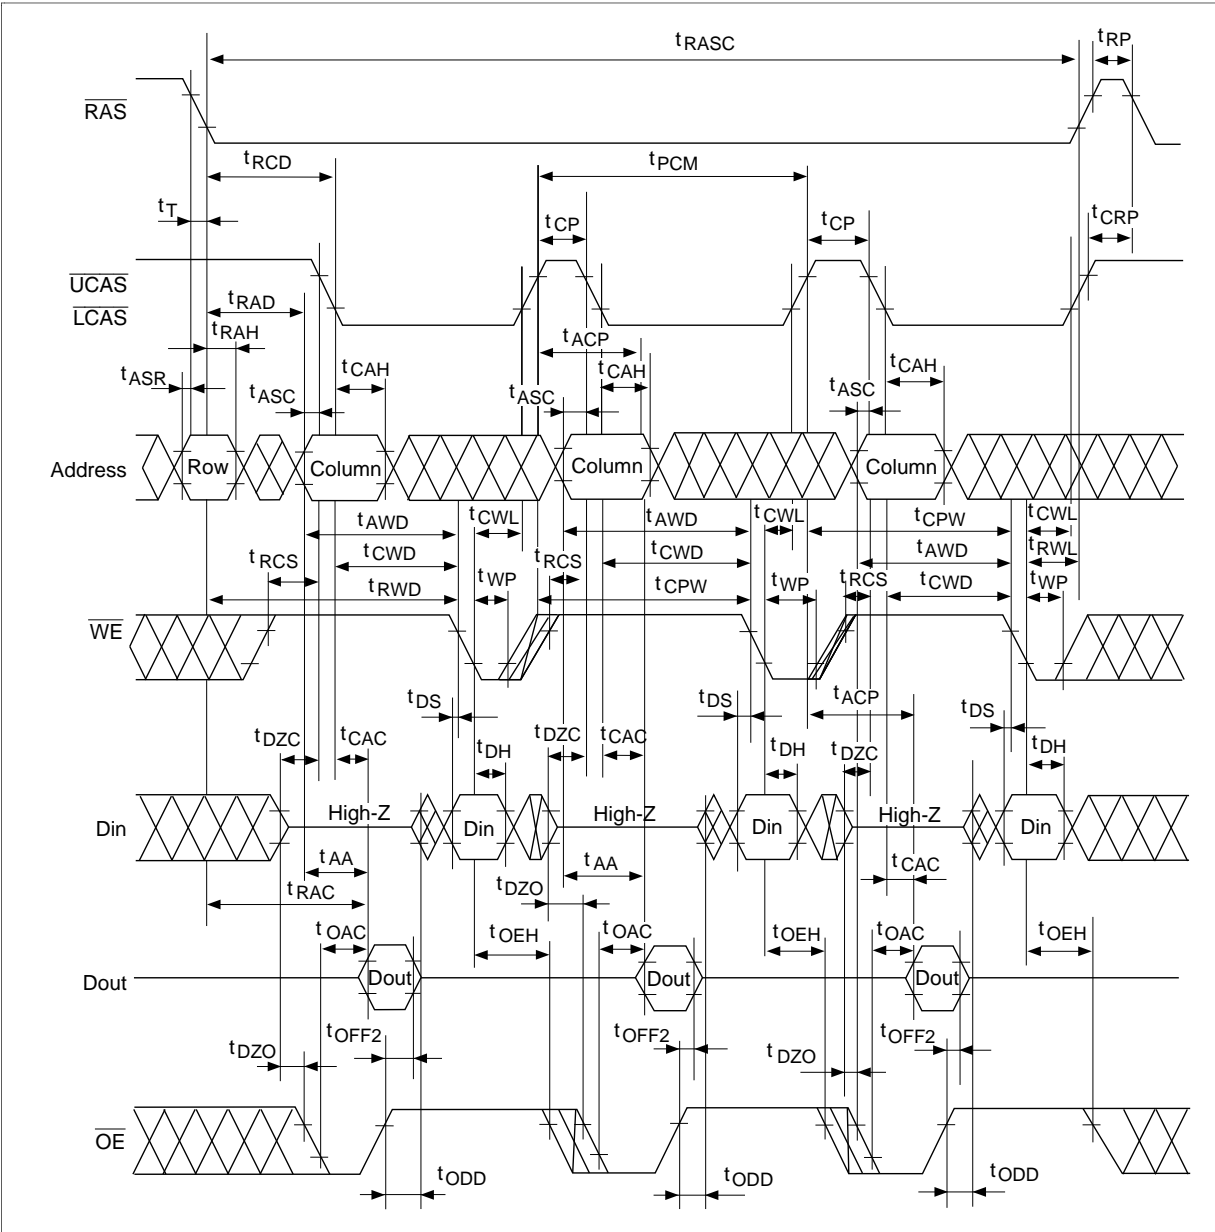 tRASC tRP
RAS
tRCD tPCM
tT tCP tCP tCRP
UCAS
LCAS
tRAD
tRAH tACP
tASR tCAH tCAH tCAH
tASC tASC tASC
Address Row Column Column Column
tAWD tCWL tAWD tCWL tCPW tCWL
tCWD tCWD tAWD tRWL
tRCS tRCS tRCS
tRWD tWP tCPW tWP tCWD tWP
WE
tDS tDS tACP tDS
tDZC tCAC tDH tDZC tCAC tDH tDZC tDH
Din High-Z Din High-Z Din High-Z Din
tAA tAA tCAC
tRAC tDZO
tOAC tOEH tOAC tOEH tOAC tOEH
Dout Dout Dout Dout
tOFF2 tOFF2 tOFF2
tDZO tDZO
OE
tODD tODD tODD